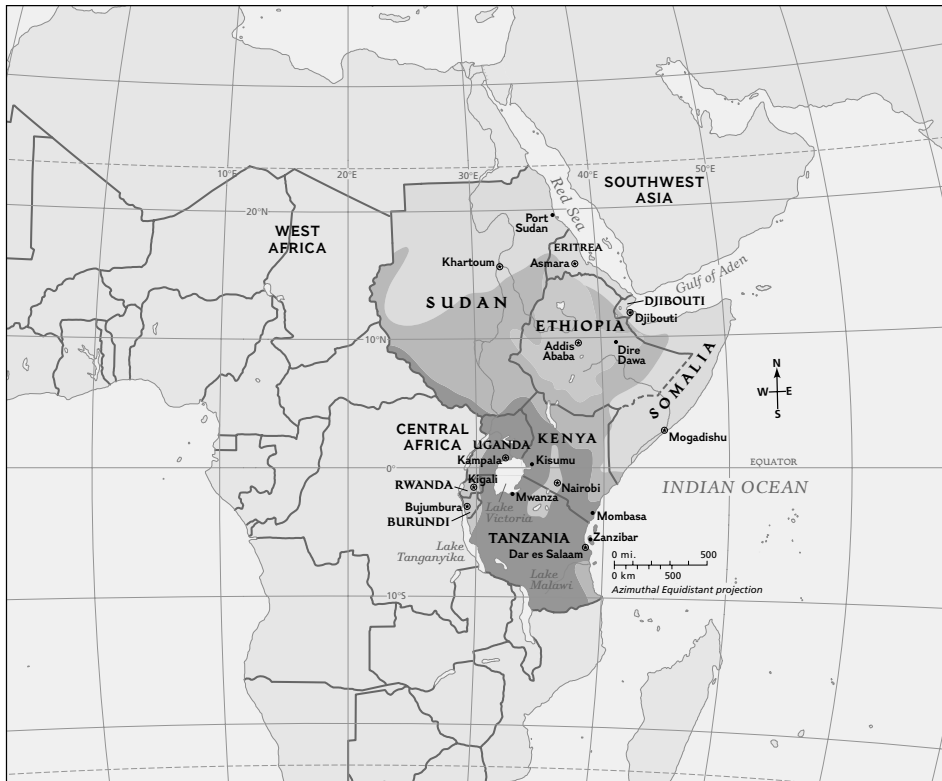 10°E
20°E
30°E
40°E
50°E
SOUTHWEST
ASIA
Red Sea
20°N
WEST
AFRICA
Port
Sudan
ERITREA
Khartoum
Asmara
Gulf of Aden
SUDAN
DJIBOUTI
Djibouti
ETHIOPIA
10°N
Addis
Ababa
Dire
Dawa
SOMALIA
N
W
E
S
CENTRAL
AFRICA
UGANDA
KENYA
Mogadishu
Kampala
Kisumu
0°
EQUATOR
Kigali
RWANDA
Nairobi
INDIAN OCEAN
Mwanza
Bujumbura
Lake
Victoria
BURUNDI
Mombasa
TANZANIA
Zanzibar
Lake
Tanganyika
Dar es Salaam
0 mi.
500
Lake
Malawi
0 km
500
Azimuthal Equidistant projection
10°S